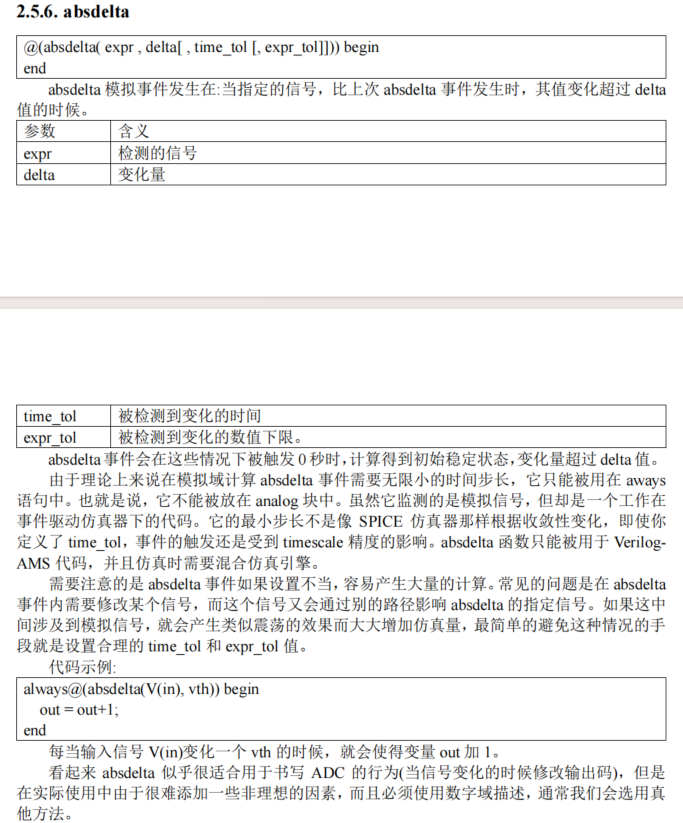 2.5.6. absdelta
@(absdelta( expr , delta[ , time_tol [, expr_tol]])) begin
end
absdelta 模拟事件发生在:当指定的信号，比上次 absdelta 事件发生时，其值变化超过 delta
值的时候。
参数 含义
expr 检测的信号
delta 变化量
time_tol 被检测到变化的时间
expr_tol 被检测到变化的数值下限。
absdelta 事件会在这些情况下被触发 0 秒时,计算得到初始稳定状态,变化量超过 delta 值。
由于理论上来说在模拟域计算 absdelta 事件需要无限小的时间步长，它只能被用在 aways
语句中。也就是说，它不能被放在 analog 块中。虽然它监测的是模拟信号，但却是一个工作在
事件驱动仿真器下的代码。它的最小步长不是像 SPICE 仿真器那样根据收敛性变化，即使你
定义了 time_tol，事件的触发还是受到 timescale 精度的影响。absdelta 函数只能被用于 Verilog-
AMS 代码，并且仿真时需要混合仿真引擎。
需要注意的是 absdelta 事件如果设置不当，容易产生大量的计算。常见的问题是在 absdelta
事件内需要修改某个信号，而这个信号又会通过别的路径影响 absdelta 的指定信号。如果这中
间涉及到模拟信号，就会产生类似震荡的效果而大大增加仿真量，最简单的避免这种情况的手
段就是设置合理的 time_tol 和 expr_tol 值。
代码示例:
always@(absdelta(V(in), vth)) begin
out = out+1;
end
每当输入信号 V(in)变化一个 vth 的时候，就会使得变量 out 加 1。
看起来 absdelta 似乎很适合用于书写 ADC 的行为(当信号变化的时候修改输出码)，但是
在实际使用中由于很难添加一些非理想的因素，而且必须使用数字域描述，通常我们会选用其
他方法。